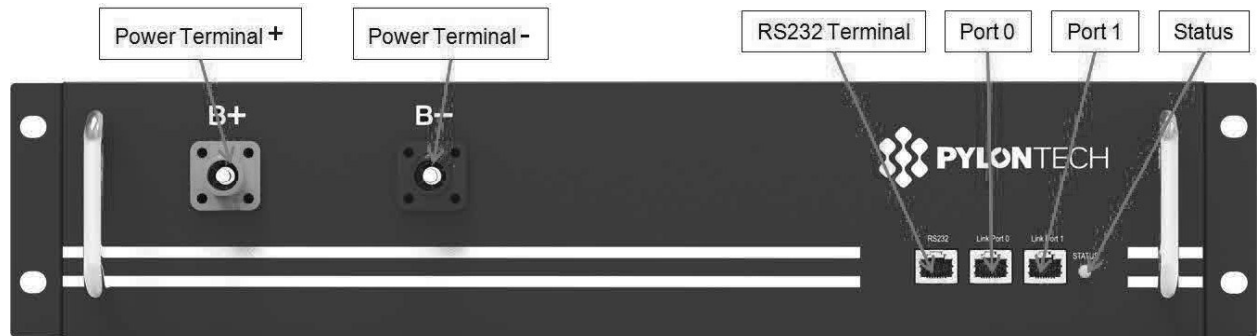 Power Terminal +
Power Terminal -
RS232 Terminal
Port 0
Port 1
Status
B+
B-
PYLONTECH
RS232
Link Port 0
Link Port 1
STATUS